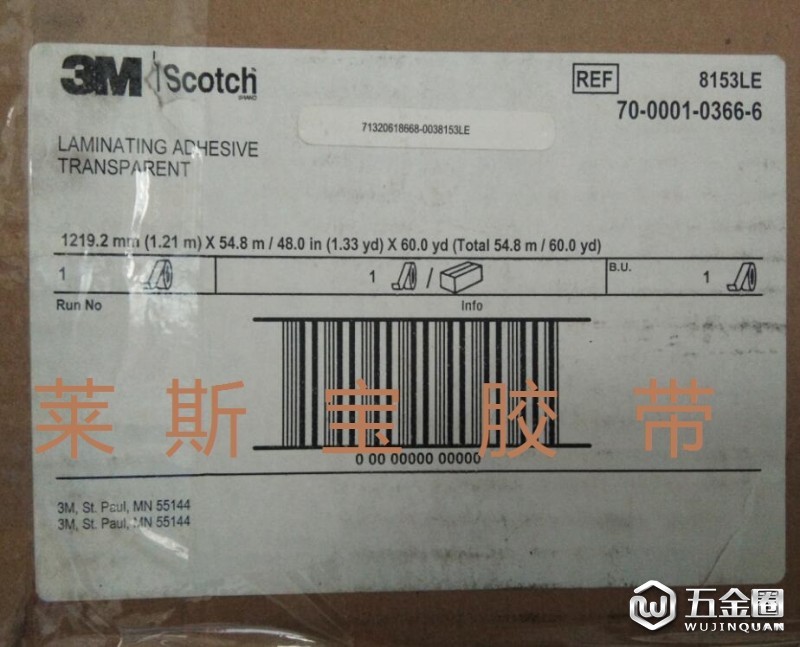 3M Scotch
BRAND
REF 8153LE
70-0001-0366-6
71320618668-0038153LE
LAMINATING ADHESIVE
TRANSPARENT
1219.2 mm (1.21 m) X 54.8 m / 48.0 in (1.33 yd) X 60.0 yd (Total 54.8 m / 60.0 yd)
1 1 / B.U. 1
Run No Info
莱斯宝胶带
0 00 00000 00000
3M, St. Paul, MN 55144
3M, St. Paul, MN 55144
五金圈
WUJINQUAN